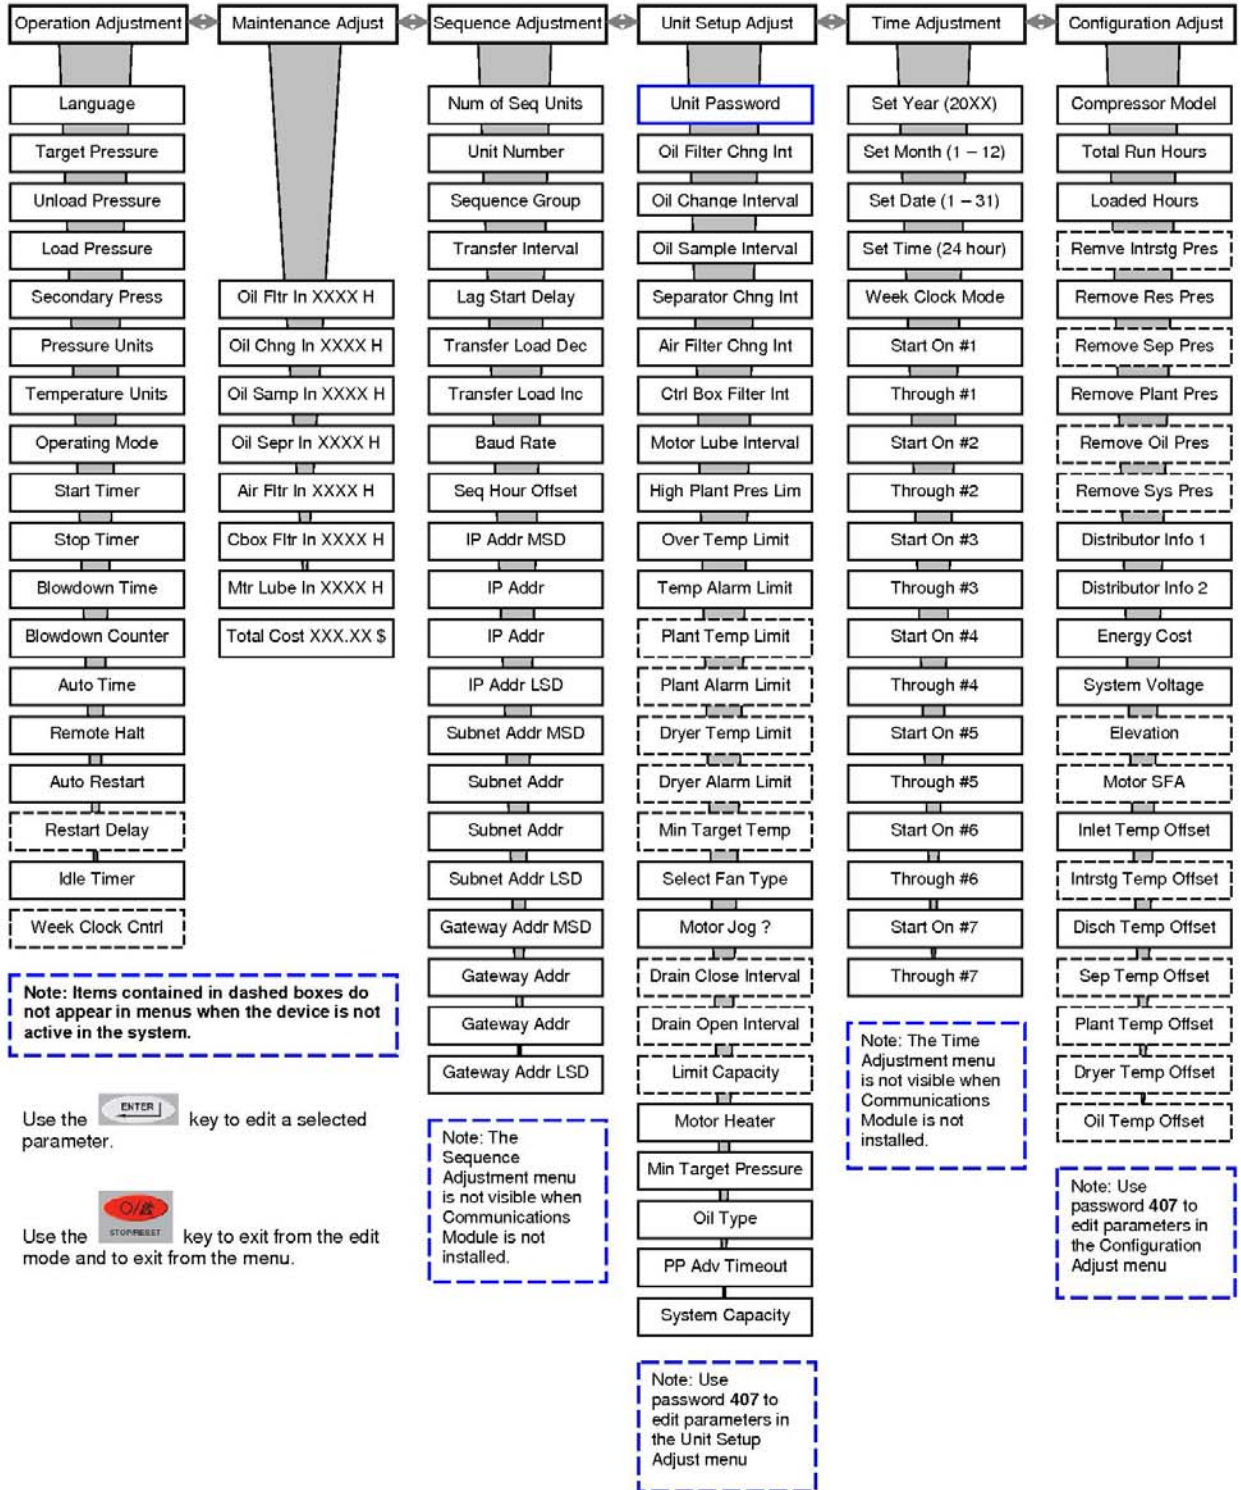 Operation Adjustment
Maintenance Adjust
Sequence Adjustment
Unit Setup Adjust
Time Adjustment
Configuration Adjust
Language
Target Pressure
Unload Pressure
Load Pressure
Secondary Press
Pressure Units
Temperature Units
Operating Mode
Start Timer
Stop Timer
Blowdown Time
Blowdown Counter
Auto Time
Remote Halt
Auto Restart
Restart Delay
Idle Timer
Week Clock Cntrl
Note: Items contained in dashed boxes do
not appear in menus when the device is not
active in the system.
Use the ENTER key to edit a selected
parameter.
Use the STOP/RESET key to exit from the edit
mode and to exit from the menu.
Oil Fltr In XXXX H
Oil Chng In XXXX H
Oil Samp In XXXX H
Oil Sepr In XXXX H
Air Fltr In XXXX H
Cbox Fltr In XXXX H
Mtr Lube In XXXX H
Total Cost XXX.XX $
Num of Seq Units
Unit Number
Sequence Group
Transfer Interval
Lag Start Delay
Transfer Load Dec
Transfer Load Inc
Baud Rate
Seq Hour Offset
IP Addr MSD
IP Addr
IP Addr
IP Addr LSD
Subnet Addr MSD
Subnet Addr
Subnet Addr
Subnet Addr LSD
Gateway Addr MSD
Gateway Addr
Gateway Addr
Gateway Addr LSD
Note: The
Sequence
Adjustment menu
is not visible when
Communications
Module is not
installed.
Unit Password
Oil Filter Chng Int
Oil Change Interval
Oil Sample Interval
Separator Chng Int
Air Filter Chng Int
Ctrl Box Filter Int
Motor Lube Interval
High Plant Pres Lim
Over Temp Limit
Temp Alarm Limit
Plant Temp Limit
Plant Alarm Limit
Dryer Temp Limit
Dryer Alarm Limit
Min Target Temp
Select Fan Type
Motor Jog ?
Drain Close Interval
Drain Open Interval
Limit Capacity
Motor Heater
Min Target Pressure
Oil Type
PP Adv Timeout
System Capacity
Note: Use
password 407 to
edit parameters in
the Unit Setup
Adjust menu
Set Year (20XX)
Set Month (1 – 12)
Set Date (1 – 31)
Set Time (24 hour)
Week Clock Mode
Start On #1
Through #1
Start On #2
Through #2
Start On #3
Through #3
Start On #4
Through #4
Start On #5
Through #5
Start On #6
Through #6
Start On #7
Through #7
Note: The Time
Adjustment menu
is not visible when
Communications
Module is not
installed.
Compressor Model
Total Run Hours
Loaded Hours
Remve Intrstg Pres
Remove Res Pres
Remove Sep Pres
Remove Plant Pres
Remove Oil Pres
Remove Sys Pres
Distributor Info 1
Distributor Info 2
Energy Cost
System Voltage
Elevation
Motor SFA
Inlet Temp Offset
Intrstg Temp Offset
Disch Temp Offset
Sep Temp Offset
Plant Temp Offset
Dryer Temp Offset
Oil Temp Offset
Note: Use
password 407 to
edit parameters in
the Configuration
Adjust menu